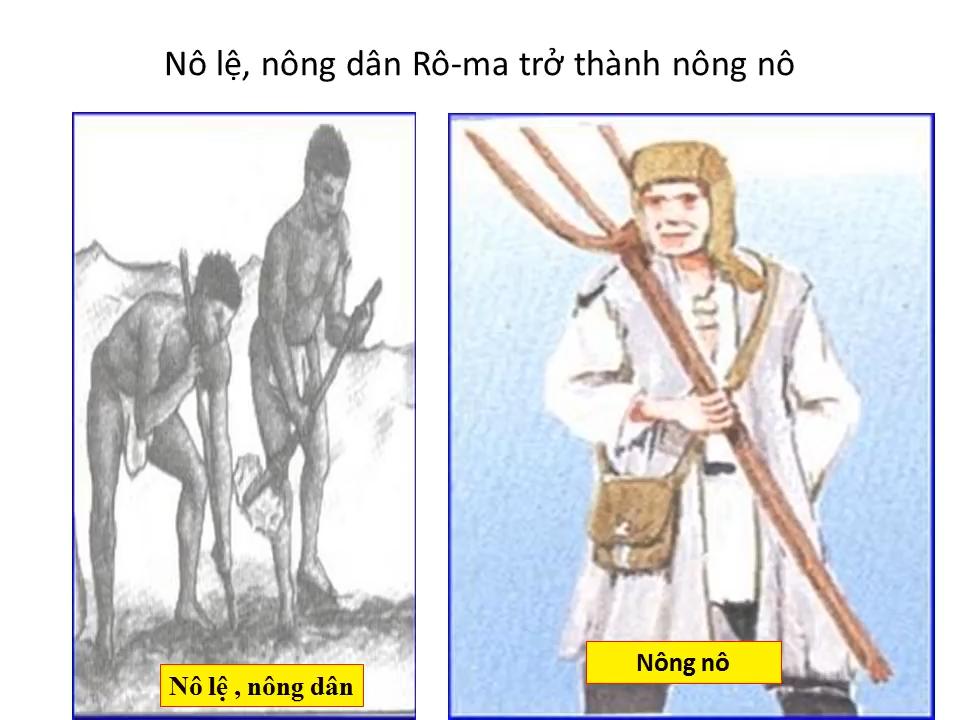 Nô lệ, nông dân Rô-ma trở thành nông nô
Nô lệ , nông dân
Nông nô